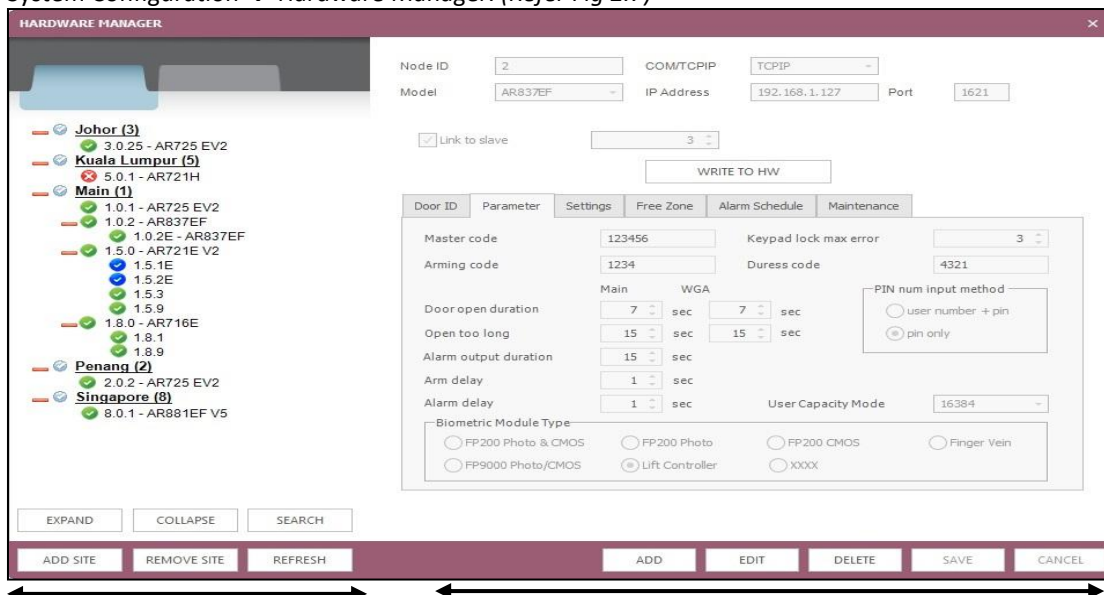 HARDWARE MANAGER
×
Node ID 2 COM/TCPIP TCPIP
Model AR837EF IP Address 192.168.1.127 Port 1621
Link to slave 3
WRITE TO HW
Johor (3)
3.0.25 - AR725 EV2
Kuala Lumpur (5)
5.0.1 - AR721H
Main (1)
1.0.1 - AR725 EV2
1.0.2 - AR837EF
1.0.2E - AR837EF
1.5.0 - AR721E V2
1.5.1E
1.5.2E
1.5.3
1.5.9
1.8.0 - AR716E
1.8.1
1.8.9
Penang (2)
2.0.2 - AR725 EV2
Singapore (8)
8.0.1 - AR881EF V5
Door ID Parameter Settings Free Zone Alarm Schedule Maintenance
Master code 123456 Keypad lock max error 3
Arming code 1234 Duress code 4321
Main WGA PIN num input method
Door open duration 7 sec 7 sec user number + pin
Open too long 15 sec 15 sec pin only
Alarm output duration 15 sec
Arm delay 1 sec
Alarm delay 1 sec User Capacity Mode 16384
Biometric Module Type
FP200 Photo & CMOS FP200 Photo FP200 CMOS Finger Vein
FP9000 Photo/CMOS Lift Controller XXXX
EXPAND COLLAPSE SEARCH
ADD SITE REMOVE SITE REFRESH ADD EDIT DELETE SAVE CANCEL